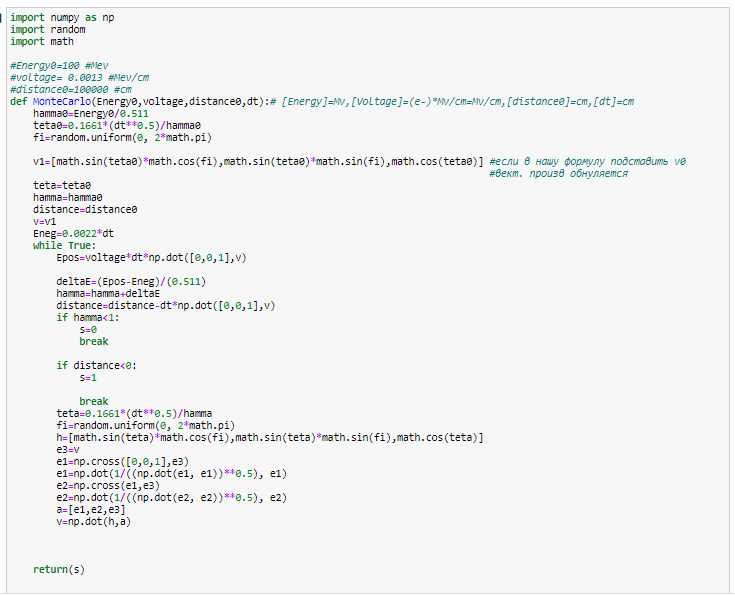 import numpy as np
import random
import math
#Energy0=100 #Mev
#voltage= 0.0013 #Mev/cm
#distance0=100000 #cm
def MonteCarlo(Energy0,voltage,distance0,dt):# [Energy]=Mv,[Voltage]=(e-)*Mv/cm=Mv/cm,[distance0]=cm,[dt]=cm
    hamma0=Energy0/0.511
    teta0=0.1661*(dt**0.5)/hamma0
    fi=random.uniform(0, 2*math.pi)
    v1=[math.sin(teta0)*math.cos(fi),math.sin(teta0)*math.sin(fi),math.cos(teta0)] #если в нашу формулу подставить v0
#вект. произв обнуляется
    teta=teta0
    hamma=hamma0
    distance=distance0
    v=v1
    Eneg=0.0022*dt
    while True:
        Epos=voltage*dt*np.dot([0,0,1],v)
        deltaE=(Epos-Eneg)/(0.511)
        hamma=hamma+deltaE
        distance=distance-dt*np.dot([0,0,1],v)
        if hamma<1:
            s=0
            break
        if distance<0:
            s=1
            break
        teta=0.1661*(dt**0.5)/hamma
        fi=random.uniform(0, 2*math.pi)
        h=[math.sin(teta)*math.cos(fi),math.sin(teta)*math.sin(fi),math.cos(teta)]
        e3=v
        e1=np.cross([0,0,1],e3)
        e1=np.dot(1/((np.dot(e1, e1))**0.5), e1)
        e2=np.cross(e1,e3)
        e2=np.dot(1/((np.dot(e2, e2))**0.5), e2)
        a=[e1,e2,e3]
        v=np.dot(h,a)
    return(s)